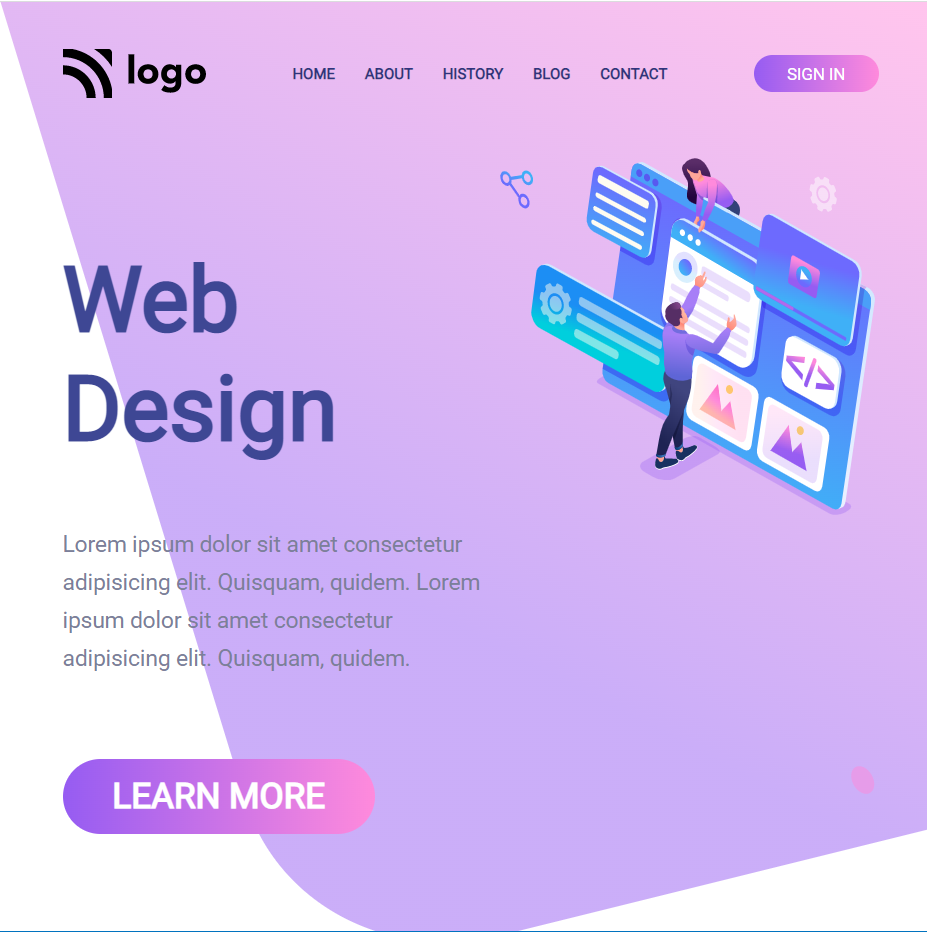 logo
HOME ABOUT HISTORY BLOG CONTACT
SIGN IN
Web
Design
</>
Lorem ipsum dolor sit amet consectetur
adipisicing elit. Quisquam, quidem. Lorem
ipsum dolor sit amet consectetur
adipisicing elit. Quisquam, quidem.
LEARN MORE